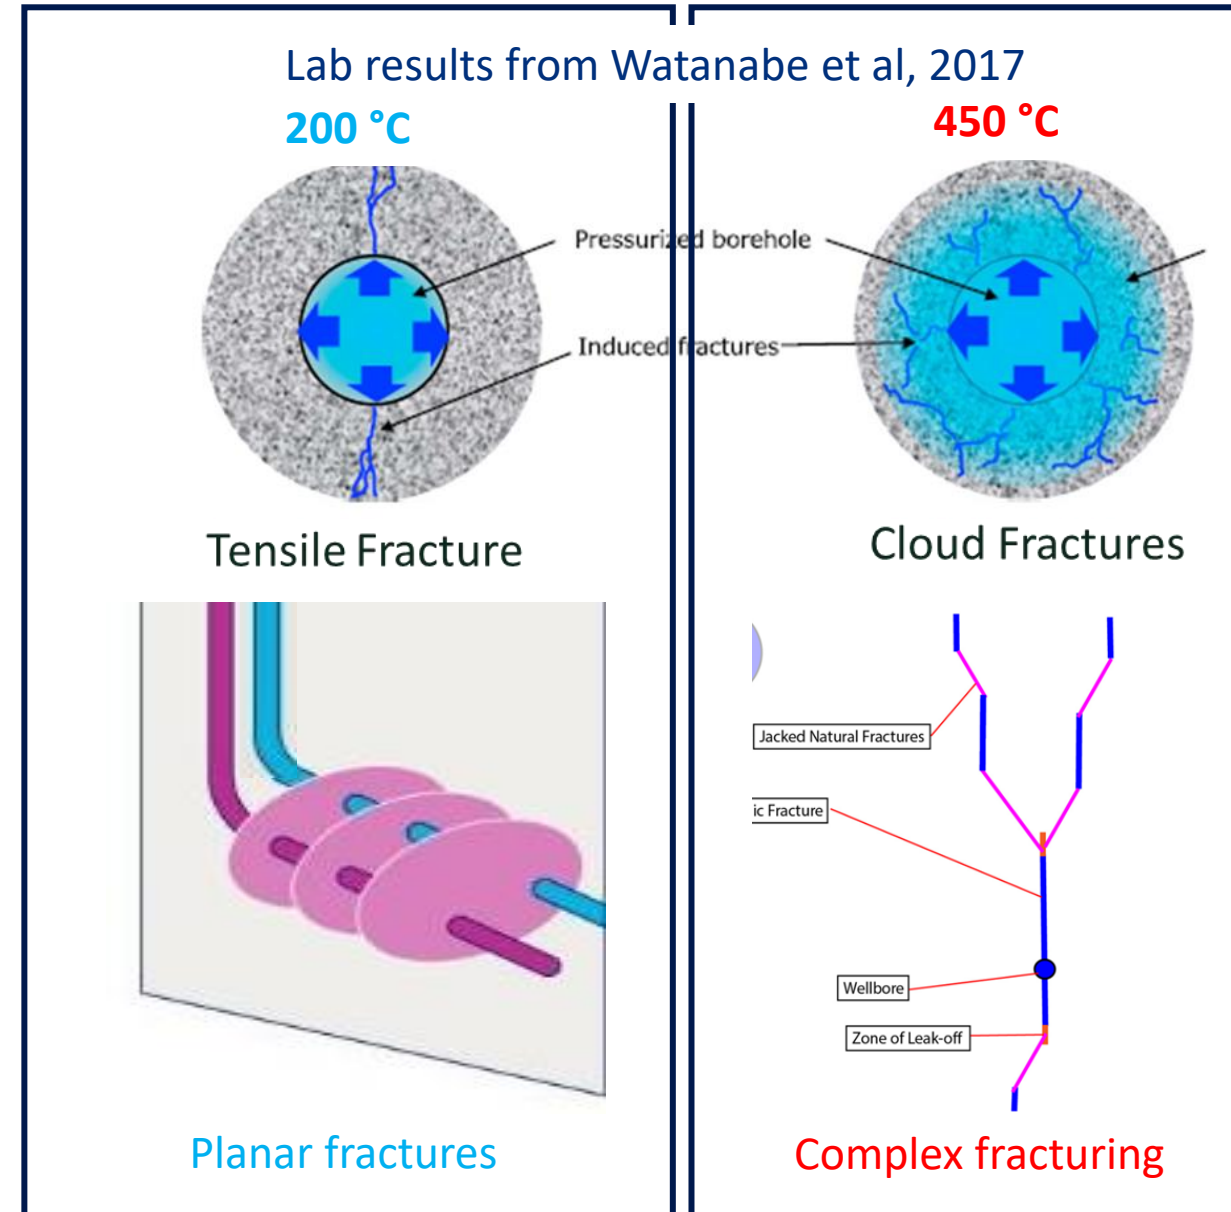 Lab results from Watanabe et al, 2017
200 °C
450 °C
Pressurized borehole
Induced fractures
Tensile Fracture
Cloud Fractures
Jacked Natural Fractures
ic Fracture
Wellbore
Zone of Leak-off
Planar fractures
Complex fracturing